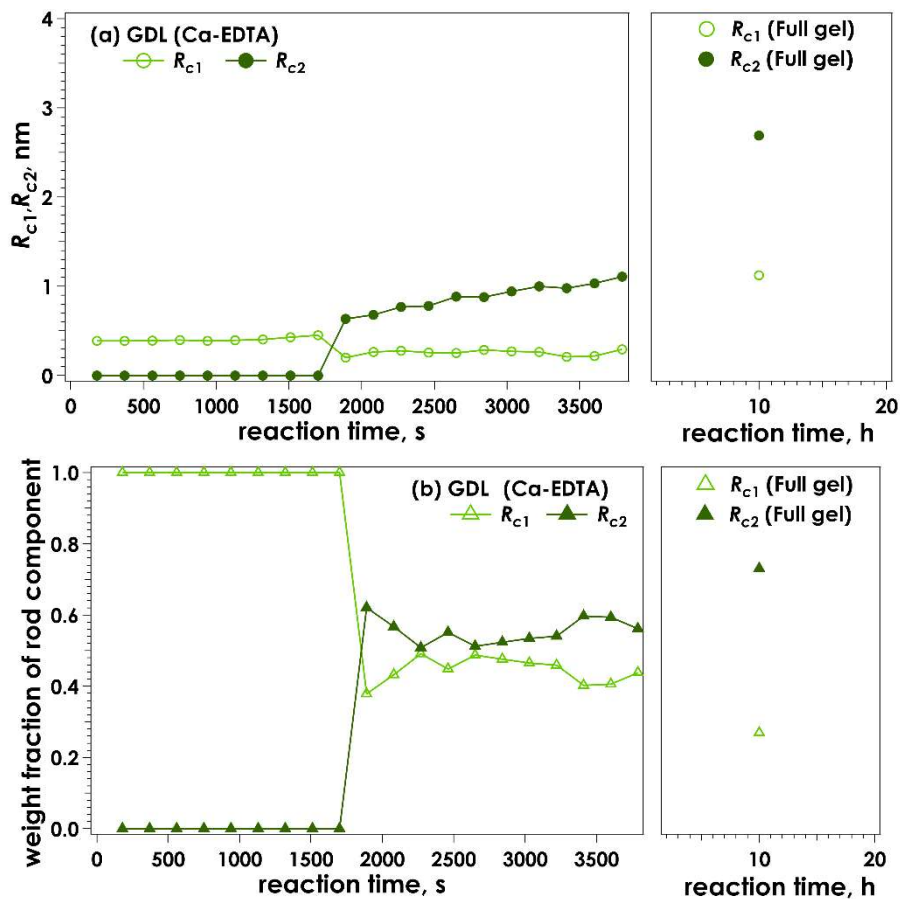 (a) GDL (Ca-EDTA)
Rc1 Rc2
Rc1 (Full gel)
Rc2 (Full gel)
Rc1,Rc2, nm
4
3
2
1
0
0 500 1000 1500 2000 2500 3000 3500
reaction time, s
10 20
reaction time, h
(b) GDL (Ca-EDTA)
Rc1 Rc2
Rc1 (Full gel)
Rc2 (Full gel)
weight fraction of rod component
1.0
0.8
0.6
0.4
0.2
0.0
0 500 1000 1500 2000 2500 3000 3500
reaction time, s
10 20
reaction time, h